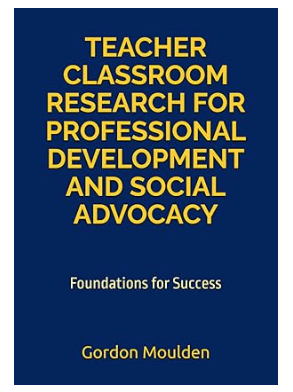 TEACHER
CLASSROOM
RESEARCH FOR
PROFESSIONAL
DEVELOPMENT
AND SOCIAL
ADVOCACY
Foundations for Success
Gordon Moulden